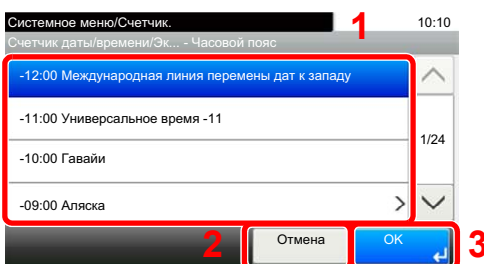 Системное меню/Счетчик. 1 10:10
Счетчик даты/времени/Эк... - Часовой пояс
-12:00 Международная линия перемены дат к западу
-11:00 Универсальное время -11
1/24
-10:00 Гавайи
-09:00 Аляска
2 Отмена OK 3